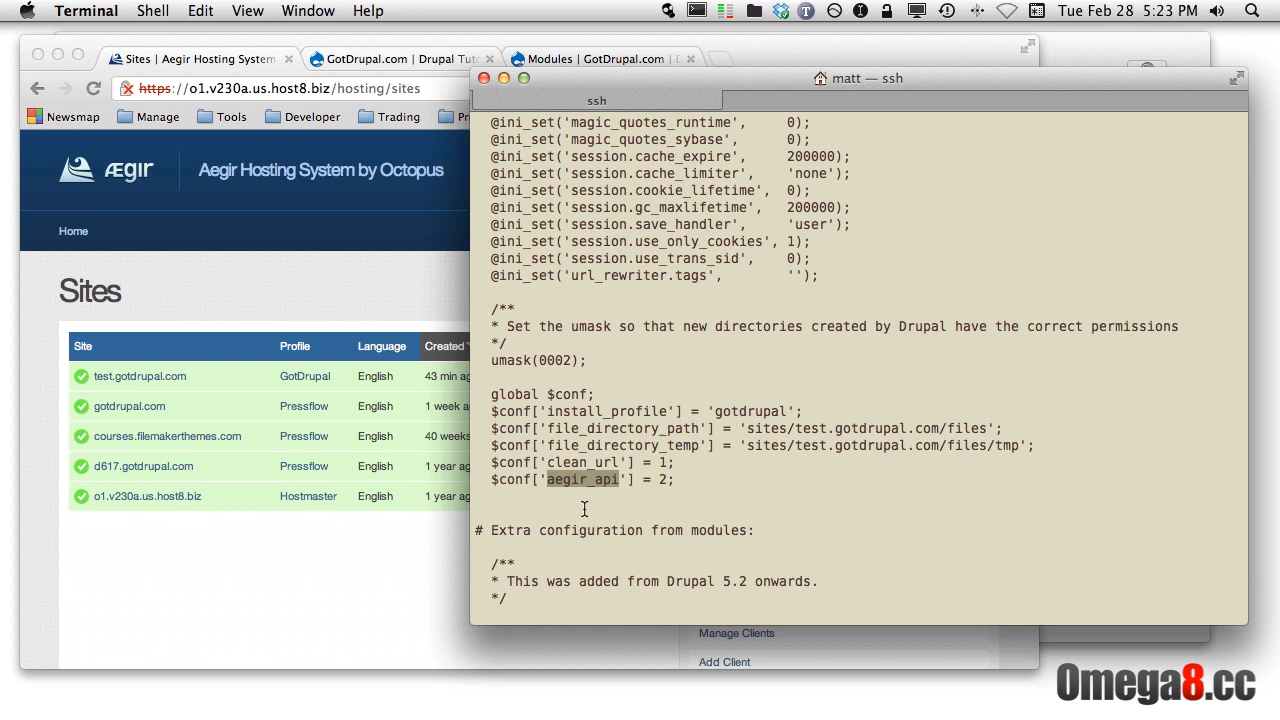 Terminal Shell Edit View Window Help Tue Feb 28 5:23 PM
Sites | Aegir Hosting System GotDrupal.com | Drupal Tut Modules | GotDrupal.com |
matt — ssh
https://o1.v230a.us.host8.biz/hosting/sites
ssh
Newsmap Manage Tools Developer Trading
ÆGIR Aegir Hosting System by Octopus
Home
Sites
Site Profile Language Created
test.gotdrupal.com GotDrupal English 43 min ag
gotdrupal.com Pressflow English 1 week a
courses.filemakerthemes.com Pressflow English 40 weeks
d617.gotdrupal.com Pressflow English 1 year ag
o1.v230a.us.host8.biz Hostmaster English 1 year ag
@ini_set('magic_quotes_runtime', 0);
@ini_set('magic_quotes_sybase', 0);
@ini_set('session.cache_expire', 200000);
@ini_set('session.cache_limiter', 'none');
@ini_set('session.cookie_lifetime', 0);
@ini_set('session.gc_maxlifetime', 200000);
@ini_set('session.save_handler', 'user');
@ini_set('session.use_only_cookies', 1);
@ini_set('session.use_trans_sid', 0);
@ini_set('url_rewriter.tags', '');
/**
* Set the umask so that new directories created by Drupal have the correct permissions
*/
umask(0002);
global $conf;
$conf['install_profile'] = 'gotdrupal';
$conf['file_directory_path'] = 'sites/test.gotdrupal.com/files';
$conf['file_directory_temp'] = 'sites/test.gotdrupal.com/files/tmp';
$conf['clean_url'] = 1;
$conf['aegir_api'] = 2;
# Extra configuration from modules:
/**
* This was added from Drupal 5.2 onwards.
*/
Manage Clients
Add Client
Omega8.cc